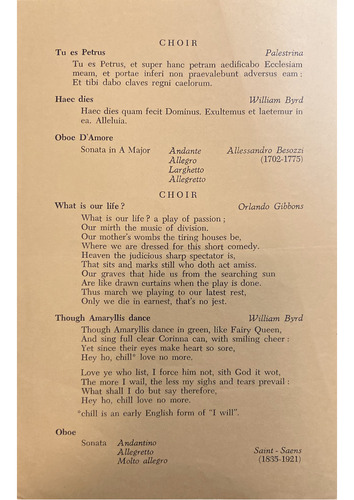 CHOIR
Tu es Petrus Palestrina
Tu es Petrus, et super hanc petram aedificabo Ecclesiam
meam, et portae inferi non praevalebunt adversus eam :
Et tibi dabo claves regni caelorum.
Haec dies William Byrd
Haec dies quam fecit Dominus. Exultemus et laetemur in
ea. Alleluia.
Oboe D'Amore
Sonata in A Major Andante Allessandro Besozzi
Allegro (1702-1775)
Larghetto
Allegretto
CHOIR
What is our life ? Orlando Gibbons
What is our life ? a play of passion ;
Our mirth the music of division.
Our mother's wombs the tiring houses be,
Where we are dressed for this short comedy.
Heaven the judicious sharp spectator is,
That sits and marks still who doth act amiss.
Our graves that hide us from the searching sun
Are like drawn curtains when the play is done.
Thus march we playing to our latest rest,
Only we die in earnest, that's no jest.
Though Amaryllis dance William Byrd
Though Amaryllis dance in green, like Fairy Queen,
And sing full clear Corinna can, with smiling cheer :
Yet since their eyes make heart so sore,
Hey ho, chill* love no more.
Love ye who list, I force him not, sith God it wot,
The more I wail, the less my sighs and tears prevail :
What shall I do but say therefore,
Hey ho, chill love no more.
*chill is an early English form of "I will".
Oboe
Sonata Andantino
Allegretto Saint - Saens
Molto allegro (1835-1921)